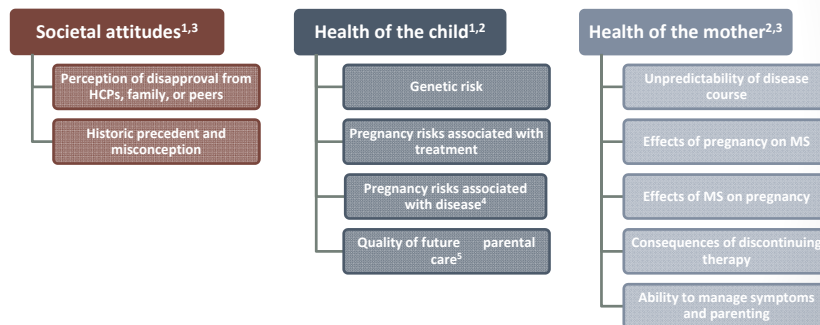 Societal attitudes1,3
Perception of disapproval from
HCPs, family, or peers
Historic precedent and
misconception
Health of the child1,2
Genetic risk
Pregnancy risks associated with
treatment
Pregnancy risks associated
with disease4
Quality of future parental
care5
Health of the mother2,3
Unpredictability of disease
course
Effects of pregnancy on MS
Effects of MS on pregnancy
Consequences of discontinuing
therapy
Ability to manage symptoms
and parenting